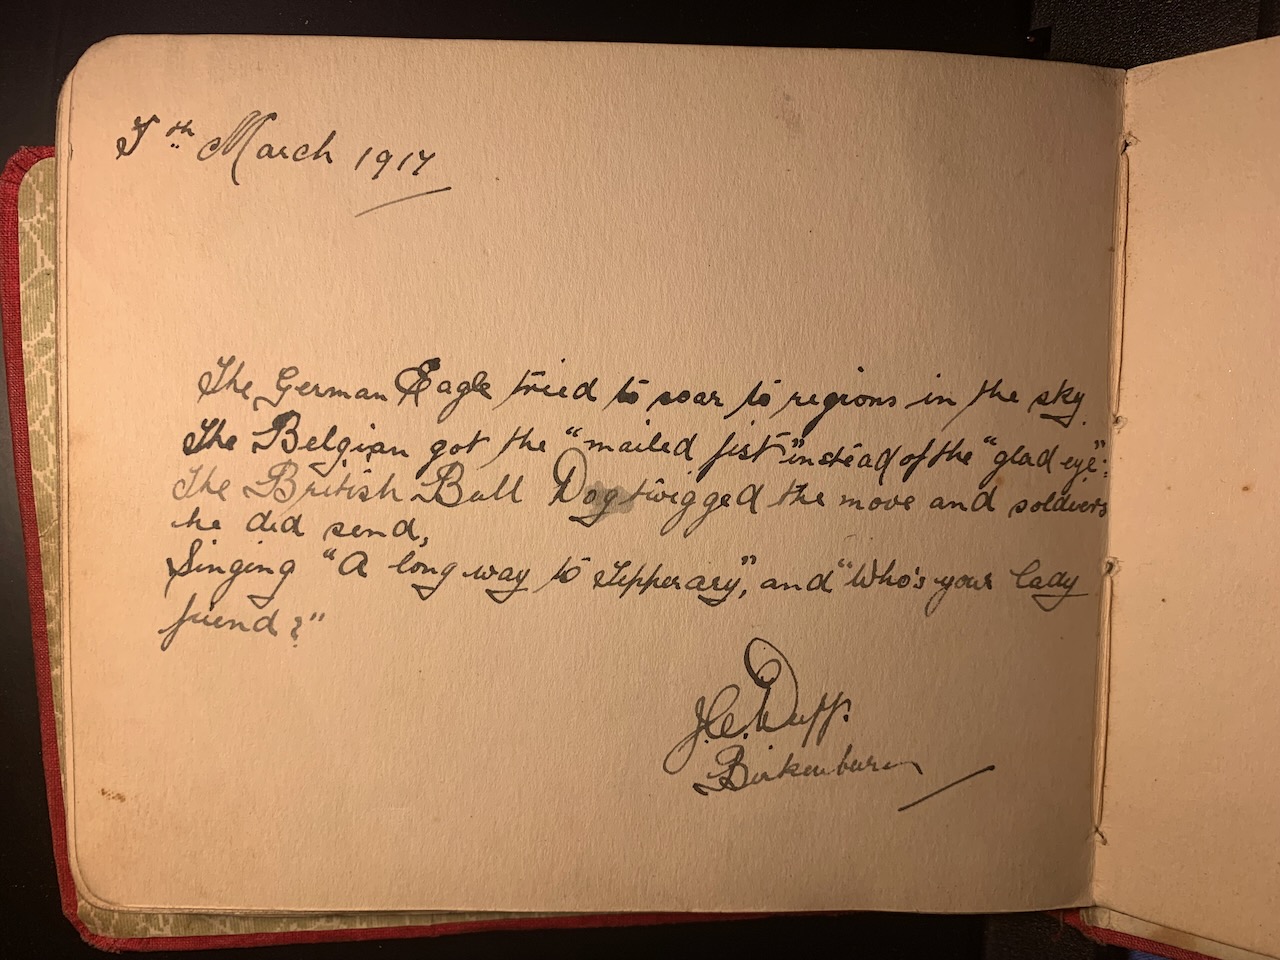 5th March 1917
The German Eagle tried to soar to regions in the sky.
The Belgian got the "mailed fist" instead of the "glad eye":
The British Bull Dog twigged the move and soldiers
he did send,
Singing "A long way to Tipperary", and "Who's your lady
friend?"
J.C. Duff.
Birkenburn